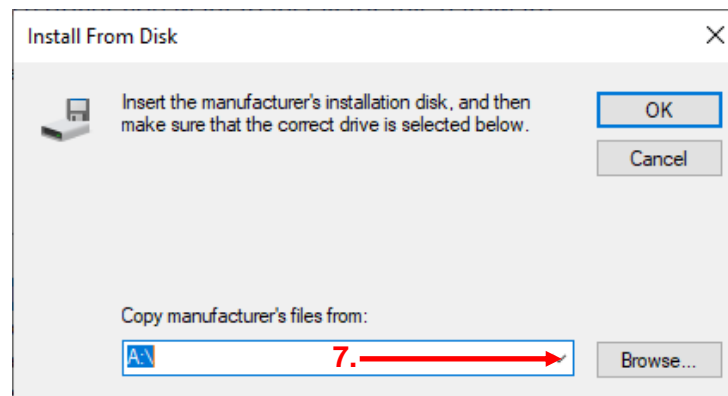 Install From Disk
Insert the manufacturer's installation disk, and then
make sure that the correct drive is selected below.
OK
Cancel
Copy manufacturer's files from:
A:\
7.
Browse...